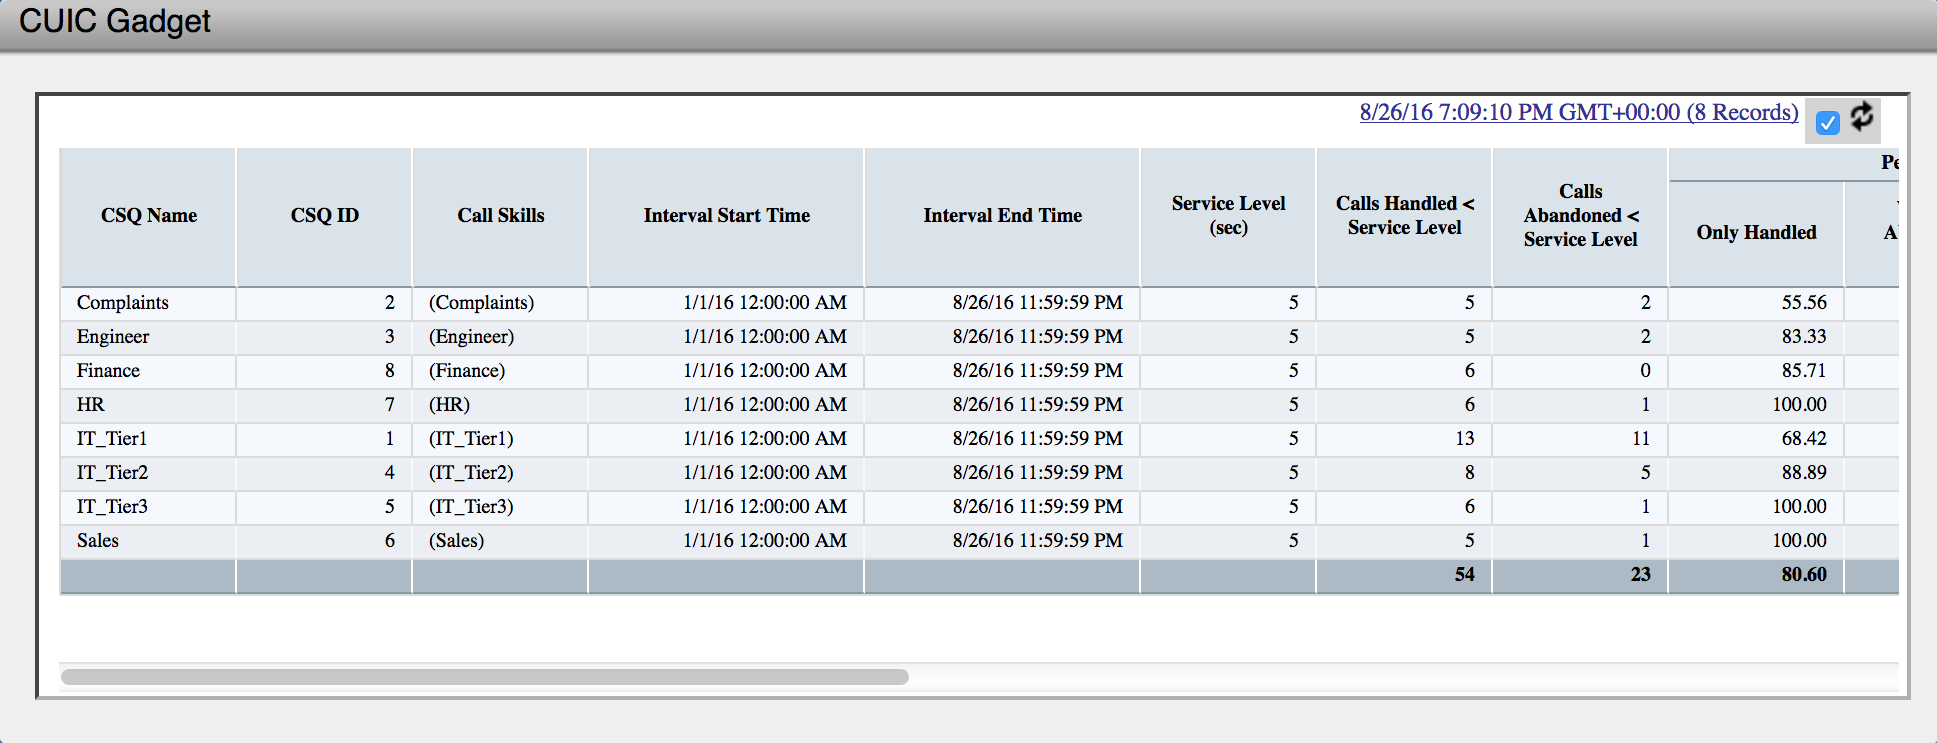 CUIC Gadget
8/26/16 7:09:10 PM GMT+00:00 (8 Records)
CSQ Name CSQ ID Call Skills Interval Start Time Interval End Time Service Level (sec) Calls Handled < Service Level Calls Abandoned < Service Level Only Handled
Complaints 2 (Complaints) 1/1/16 12:00:00 AM 8/26/16 11:59:59 PM 5 5 2 55.56
Engineer 3 (Engineer) 1/1/16 12:00:00 AM 8/26/16 11:59:59 PM 5 5 2 83.33
Finance 8 (Finance) 1/1/16 12:00:00 AM 8/26/16 11:59:59 PM 5 6 0 85.71
HR 7 (HR) 1/1/16 12:00:00 AM 8/26/16 11:59:59 PM 5 6 1 100.00
IT_Tier1 1 (IT_Tier1) 1/1/16 12:00:00 AM 8/26/16 11:59:59 PM 5 13 11 68.42
IT_Tier2 4 (IT_Tier2) 1/1/16 12:00:00 AM 8/26/16 11:59:59 PM 5 8 5 88.89
IT_Tier3 5 (IT_Tier3) 1/1/16 12:00:00 AM 8/26/16 11:59:59 PM 5 6 1 100.00
Sales 6 (Sales) 1/1/16 12:00:00 AM 8/26/16 11:59:59 PM 5 5 1 100.00
54 23 80.60